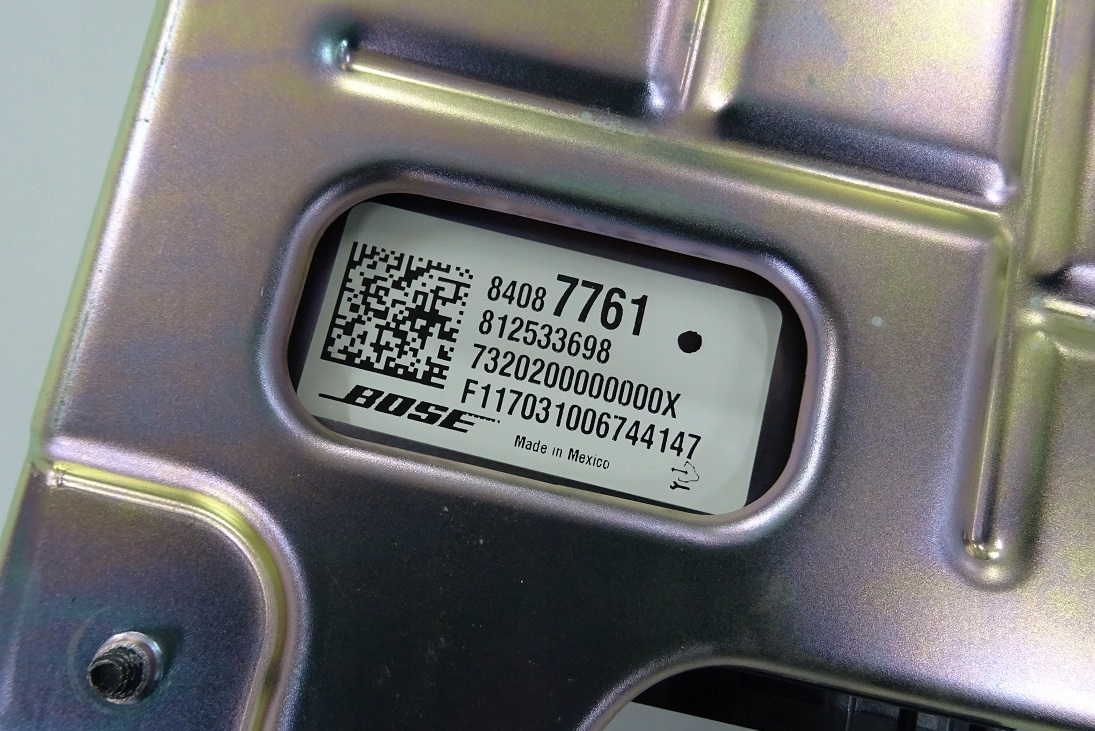 8408 7761
812533698
7320200000000X
F117031006744147
BOSE
Made in Mexico